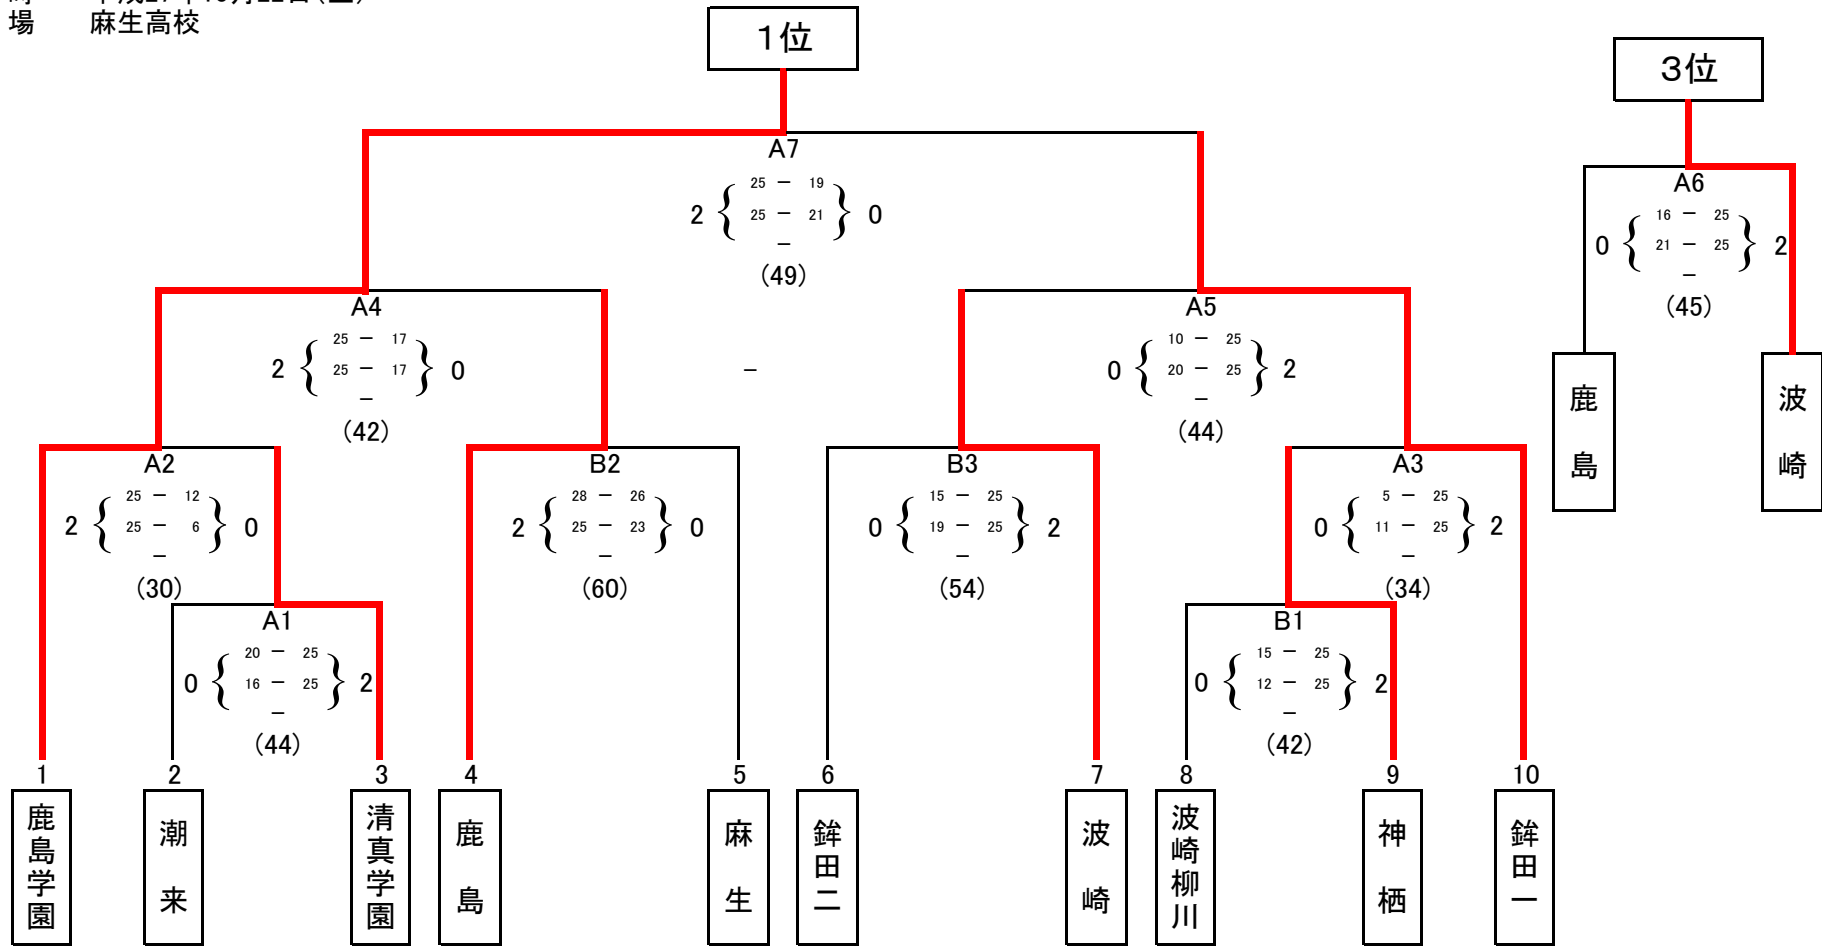 場 麻生高校
1位
3位
A7
25 － 19
2 { 25 － 21 } 0
－
(49)
A6
16 － 25
0 { 21 － 25 } 2
－
(45)
鹿島
波崎
A4
25 － 17
2 { 25 － 17 } 0
－
(42)
－
A5
10 － 25
0 { 20 － 25 } 2
－
(44)
A2
25 － 12
2 { 25 － 6 } 0
－
(30)
B2
28 － 26
2 { 25 － 23 } 0
－
(60)
B3
15 － 25
0 { 19 － 25 } 2
－
(54)
A3
5 － 25
0 { 11 － 25 } 2
－
(34)
A1
20 － 25
0 { 16 － 25 } 2
－
(44)
B1
15 － 25
0 { 12 － 25 } 2
－
(42)
1 2 3 4 5 6 7 8 9 10
鹿島学園
潮来
清真学園
鹿島
麻生
鉾田二
波崎
波崎柳川
神栖
鉾田一